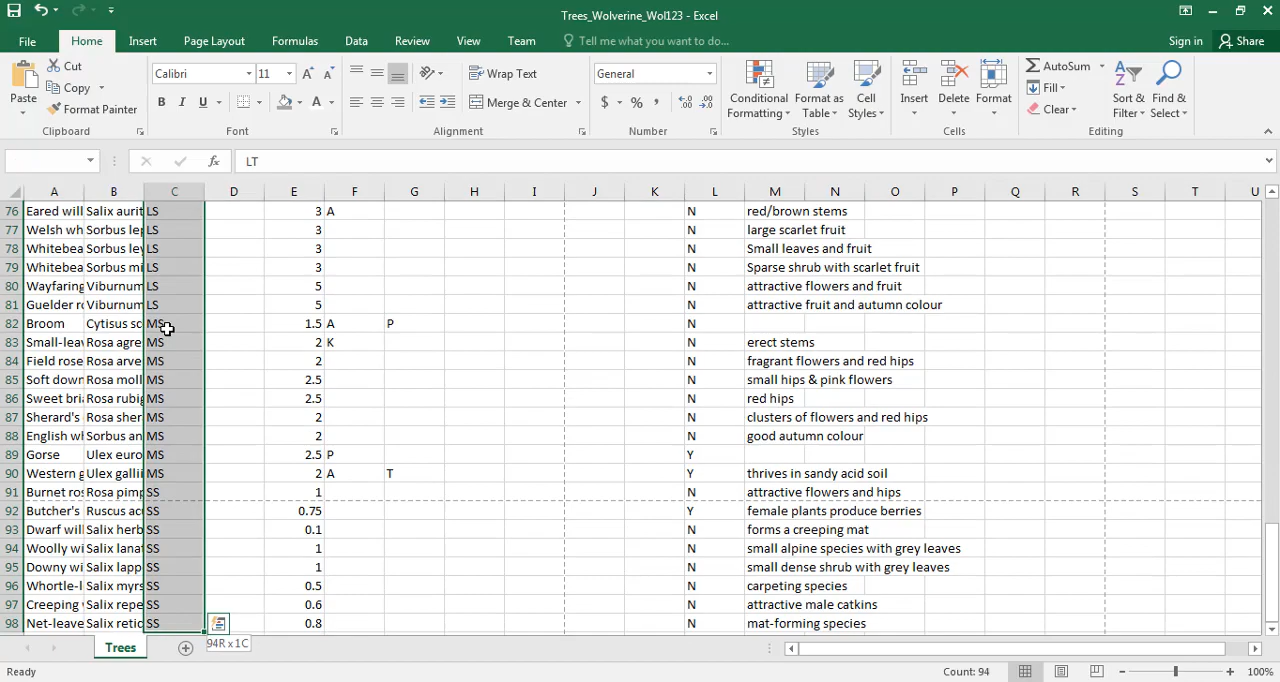 Trees_Wolverine_Wol123 - Excel
File Home Insert Page Layout Formulas Data Review View Team Tell me what you want to do... Sign in Share
Paste Cut Copy Format Painter Clipboard
Calibri 11 B I U A A A Font
Wrap Text Merge & Center Alignment
General $ % , Number
Conditional Formatting Format as Table Cell Styles Styles
Insert Delete Format Cells
AutoSum Fill Clear Sort & Filter Find & Select Editing
fx LT
A B C D E F G H I J K L M N O P Q R S T U
76 Eared will Salix aurit LS 3 A N red/brown stems
77 Welsh wh Sorbus lep LS 3 N large scarlet fruit
78 Whitebea Sorbus ley LS 3 N Small leaves and fruit
79 Whitebea Sorbus mi LS 3 N Sparse shrub with scarlet fruit
80 Wayfaring Viburnum LS 5 N attractive flowers and fruit
81 Guelder ro Viburnum LS 5 N attractive fruit and autumn colour
82 Broom Cytisus sc MS 1.5 A P N
83 Small-leav Rosa agre MS 2 K N erect stems
84 Field rose Rosa arve MS 2 N fragrant flowers and red hips
85 Soft down Rosa moll MS 2.5 N small hips & pink flowers
86 Sweet bria Rosa rubig MS 2.5 N red hips
87 Sherard's Rosa sher MS 2 N clusters of flowers and red hips
88 English wh Sorbus an MS 2 N good autumn colour
89 Gorse Ulex euro MS 2.5 P Y
90 Western g Ulex gallii MS 2 A T Y thrives in sandy acid soil
91 Burnet ros Rosa pimp SS 1 N attractive flowers and hips
92 Butcher's Ruscus acu SS 0.75 Y female plants produce berries
93 Dwarf will Salix herb SS 0.1 N forms a creeping mat
94 Woolly wi Salix lanat SS 1 N small alpine species with grey leaves
95 Downy wi Salix lapp SS 1 N small dense shrub with grey leaves
96 Whortle-l Salix myrs SS 0.5 N carpeting species
97 Creeping Salix repe SS 0.6 N attractive male catkins
98 Net-leave Salix retic SS 0.8 N mat-forming species
94R x 1C
Trees
Ready Count: 94 100%